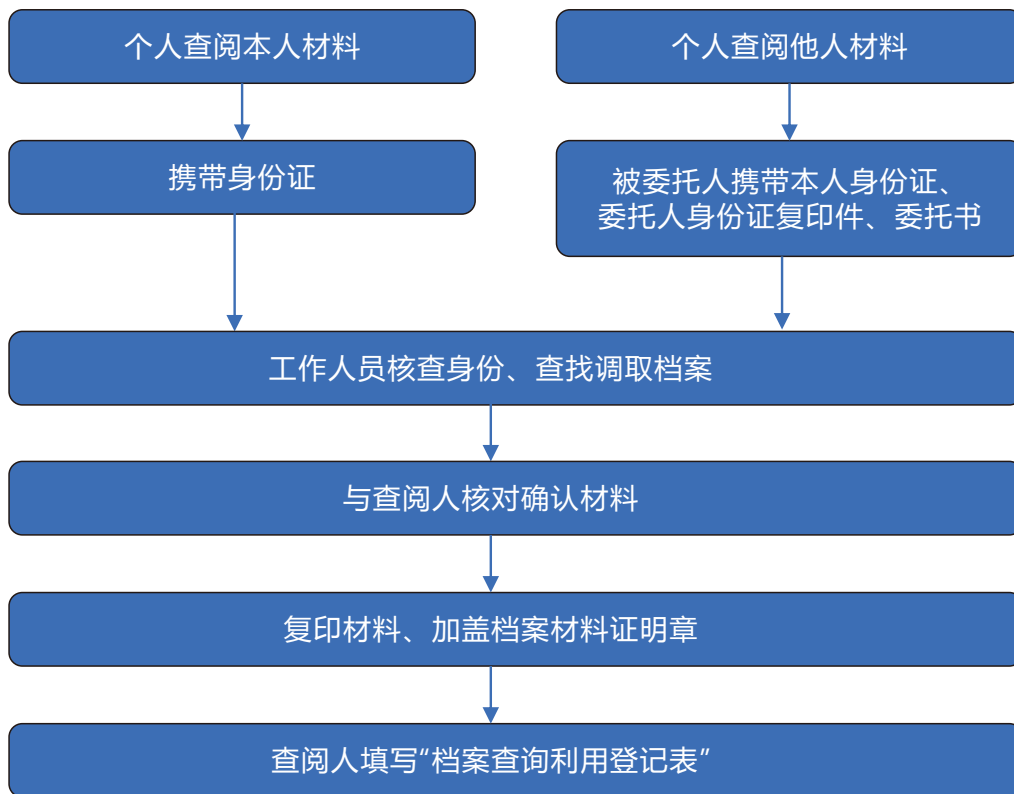 个人查阅本人材料
个人查阅他人材料
携带身份证
被委托人携带本人身份证、
委托人身份证复印件、委托书
工作人员核查身份、查找调取档案
与查阅人核对确认材料
复印材料、加盖档案材料证明章
查阅人填写“档案查询利用登记表”